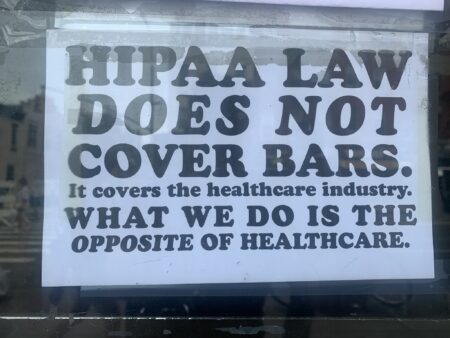 HIPAA LAW
DOES NOT
COVER BARS.
It covers the healthcare industry.
WHAT WE DO IS THE
OPPOSITE OF HEALTHCARE.